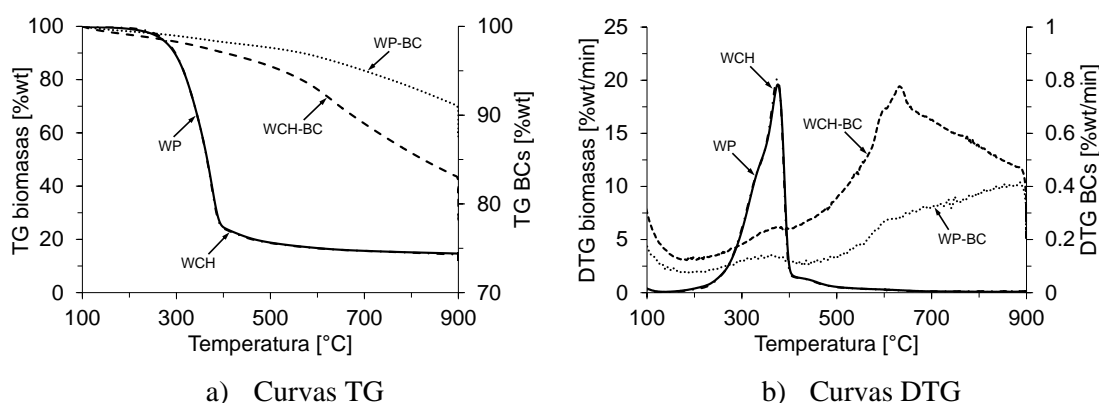 100
80
60
40
20
0
TG biomasas [%wt]
100
90
80
70
TG BCs [%wt]
WP-BC
WCH-BC
WP
WCH
100 300 500 700 900
Temperatura [°C]
a) Curvas TG
25
20
15
10
5
0
DTG biomasas [%wt/min]
1
0.8
0.6
0.4
0.2
0
DTG BCs [%wt/min]
WCH
WCH-BC
WP
WP-BC
100 300 500 700 900
Temperatura [°C]
b) Curvas DTG